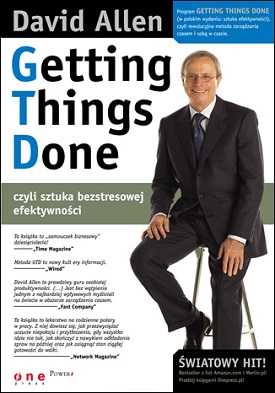 David Allen
Program GETTING THINGS DONE
(w polskim wydaniu: sztuka efektywności),
czyli rewolucyjna metoda zarządzania
czasem i sobą w czasie.
Getting
Things
Done
czyli sztuka bezstresowej
efektywności
Ta książka to „samouczek biznesowy”
dziesięciolecia!
„Time Magazine”
Metoda GTD to nowy kult ery informacji.
„Wired”
David Allen to prawdziwy guru osobistej
produktywności. (...) Jest bez wątpienia
jednym z najbardziej wpływowych myślicieli
na świecie w obszarze zarządzania czasem.
„Fast Company”
Ta książka to lekarstwo na codzienne pożary
w pracy. Z niej dowiesz się, jak przezwyciężyć
uczucie niepokoju i przytłoczenia, gdy wszystko
idzie nie tak, jak skończyć z nawykiem odkładania
spraw na później oraz jak osiągnąć stan ciągłej
gotowości do walki.
„Network Magazine”
one
press
POWER
ŚWIATOWY HIT!
Bestseller z list Amazon.com i Merlin.pl!
Przebój księgarni Onepress.pl!